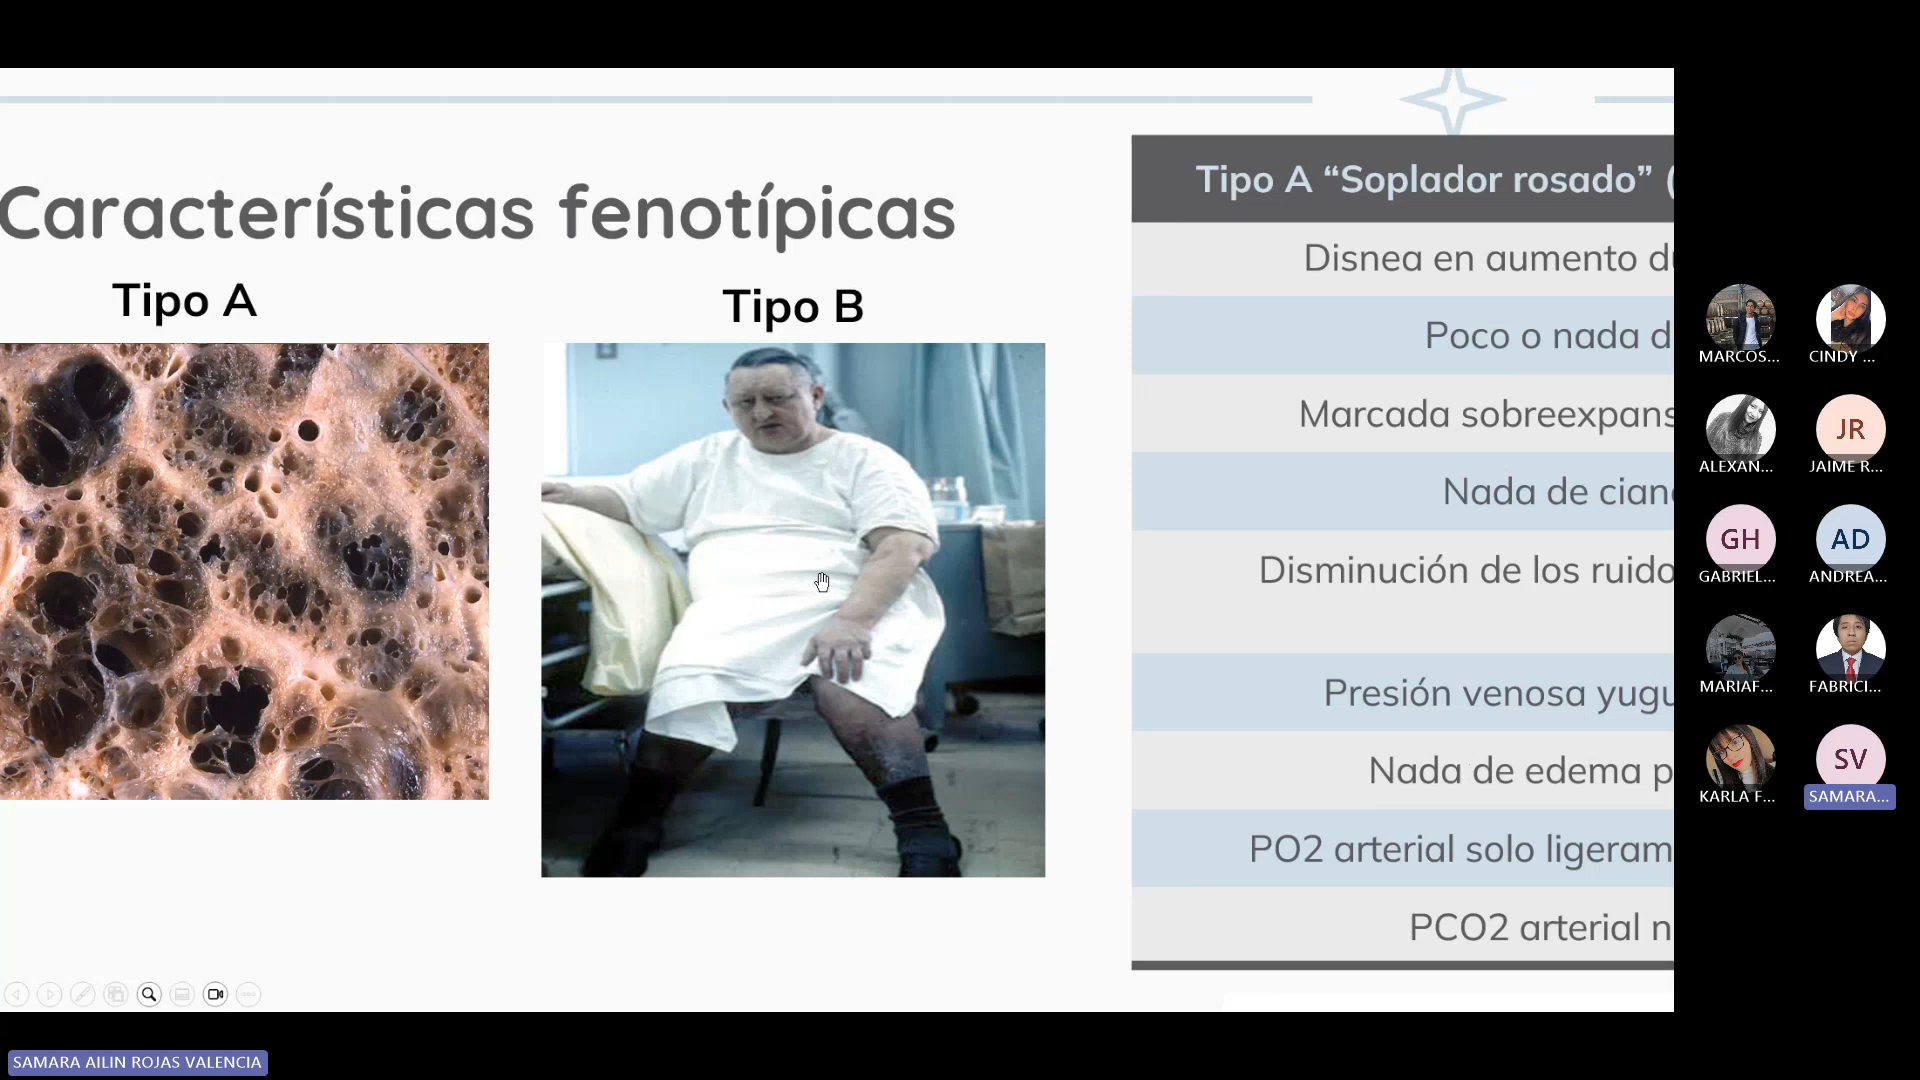 Características fenotípicas
Tipo A
Tipo B
Tipo A “Soplador rosado” (
Disnea en aumento du
Poco o nada d
Marcada sobreexpans
Nada de ciano
Disminución de los ruido
Presión venosa yugu
Nada de edema p
PO2 arterial solo ligeram
PCO2 arterial n
MARCOS...
CINDY ...
ALEXAN...
JR
JAIME R...
GH
GABRIEL...
AD
ANDREA...
MARIAF...
FABRICI...
KARLA F...
SV
SAMARA...
SAMARA AILIN ROJAS VALENCIA